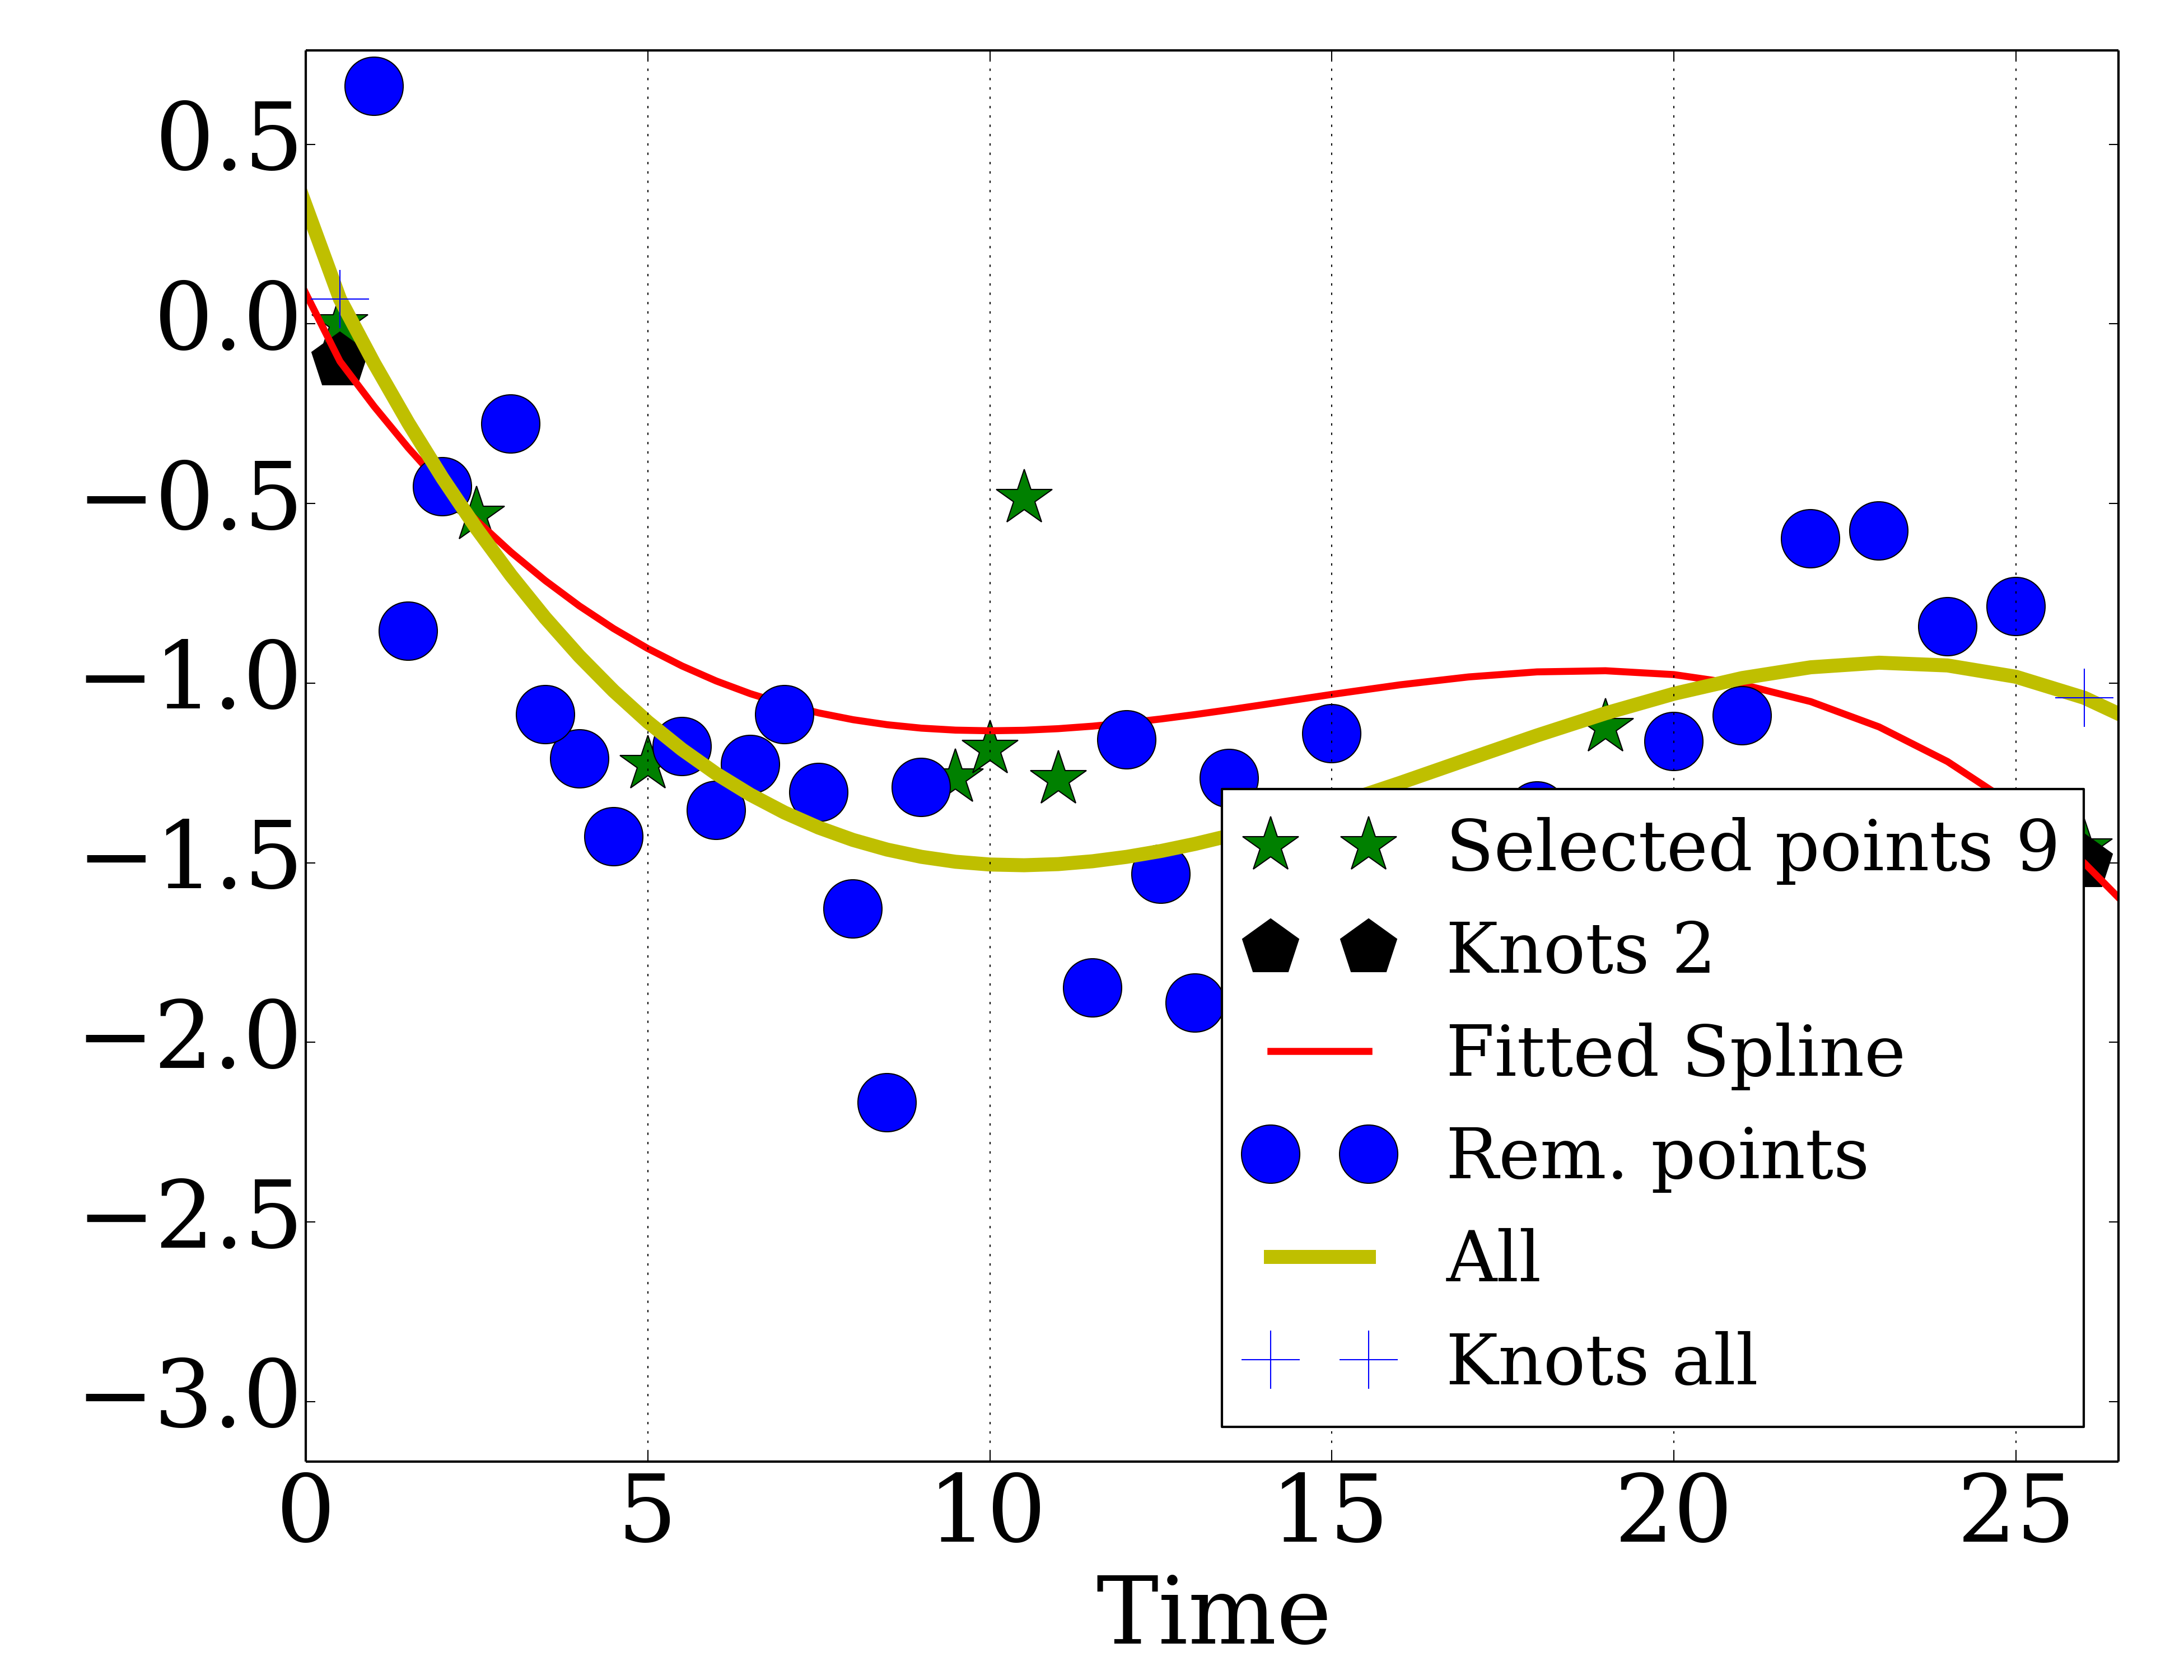 0.5
0.0
−0.5
−1.0
−1.5
−2.0
−2.5
−3.0
Selected points 9
Knots 2
Fitted Spline
Rem. points
All
Knots all
0 5 10 15 20 25
Time